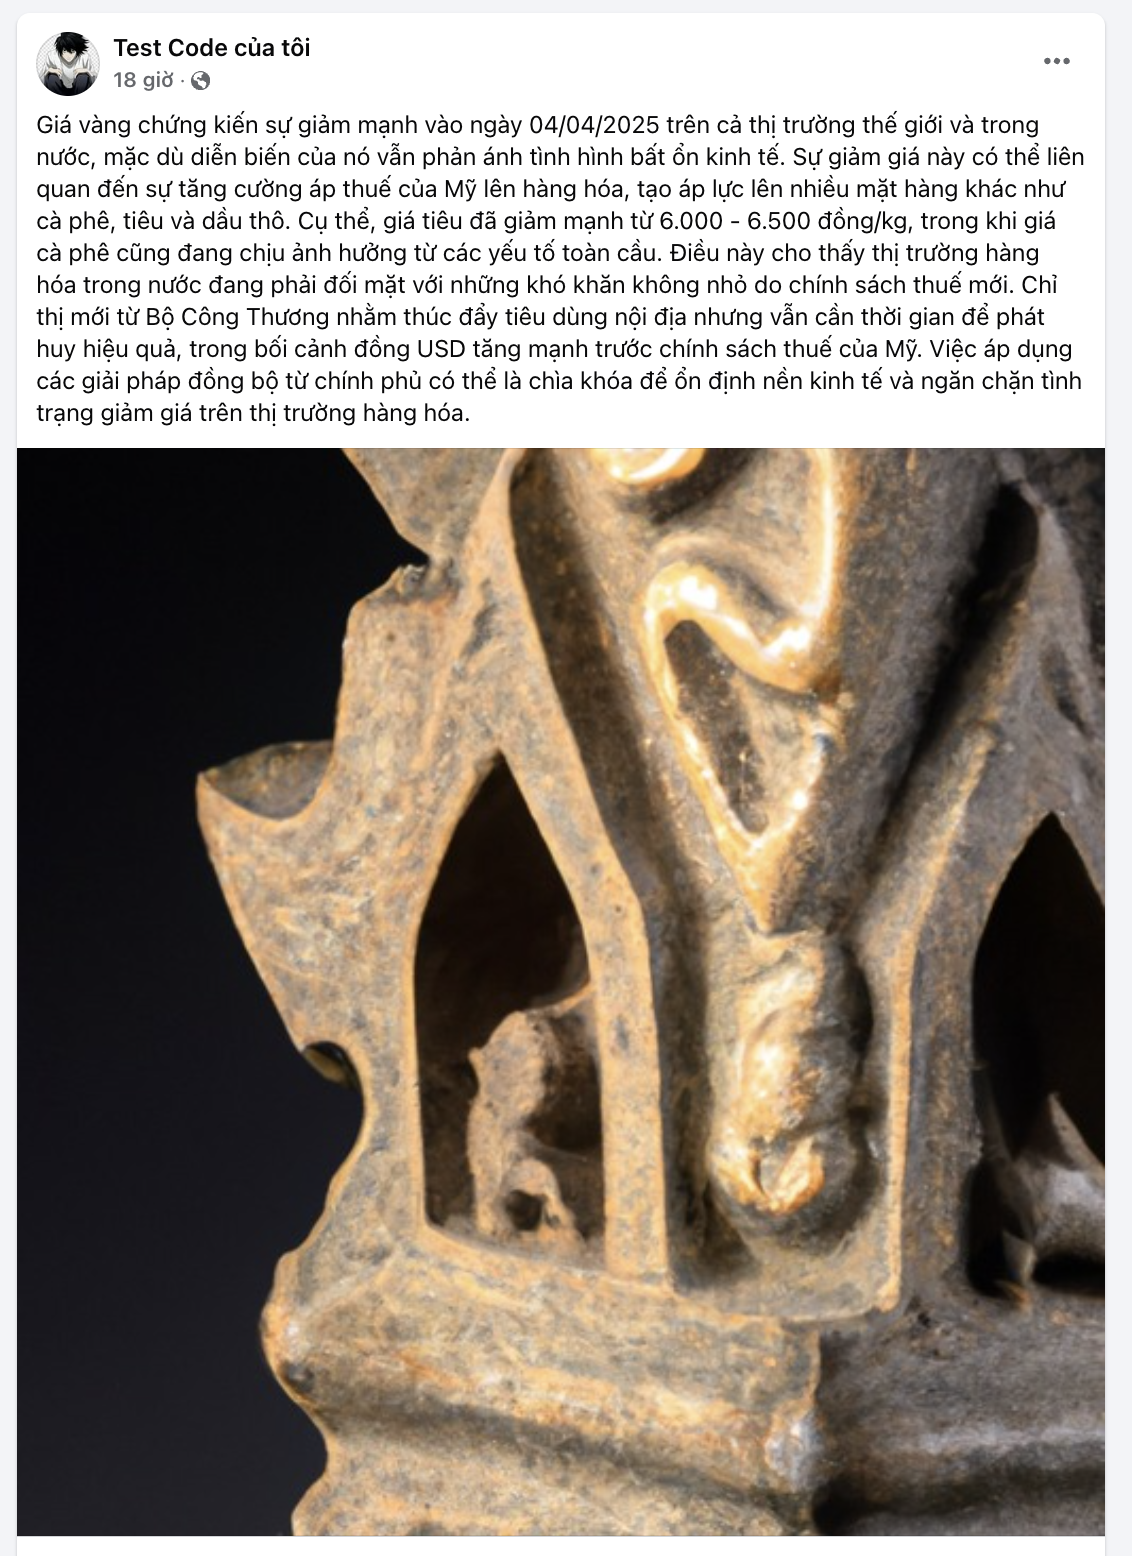 Test Code của tôi
18 giờ ·
Giá vàng chứng kiến sự giảm mạnh vào ngày 04/04/2025 trên cả thị trường thế giới và trong
nước, mặc dù diễn biến của nó vẫn phản ánh tình hình bất ổn kinh tế. Sự giảm giá này có thể liên
quan đến sự tăng cường áp thuế của Mỹ lên hàng hóa, tạo áp lực lên nhiều mặt hàng khác như
cà phê, tiêu và dầu thô. Cụ thể, giá tiêu đã giảm mạnh từ 6.000 - 6.500 đồng/kg, trong khi giá
cà phê cũng đang chịu ảnh hưởng từ các yếu tố toàn cầu. Điều này cho thấy thị trường hàng
hóa trong nước đang phải đối mặt với những khó khăn không nhỏ do chính sách thuế mới. Chỉ
thị mới từ Bộ Công Thương nhằm thúc đẩy tiêu dùng nội địa nhưng vẫn cần thời gian để phát
huy hiệu quả, trong bối cảnh đồng USD tăng mạnh trước chính sách thuế của Mỹ. Việc áp dụng
các giải pháp đồng bộ từ chính phủ có thể là chìa khóa để ổn định nền kinh tế và ngăn chặn tình
trạng giảm giá trên thị trường hàng hóa.